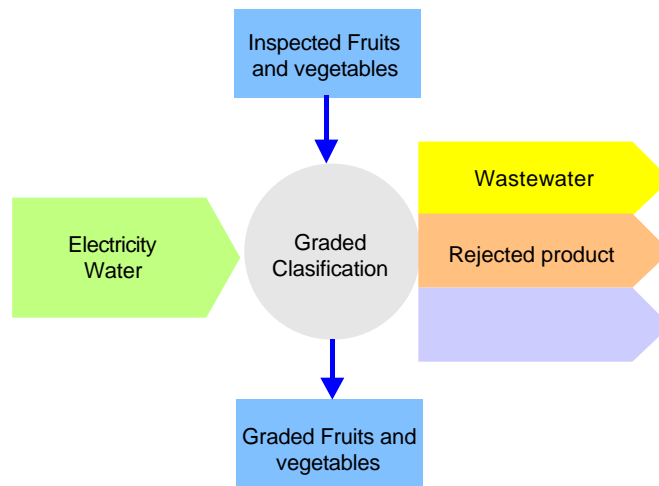 Inspected Fruits
and vegetables
Wastewater
Electricity
Water
Graded
Clasification
Rejected product
Graded Fruits and
vegetables